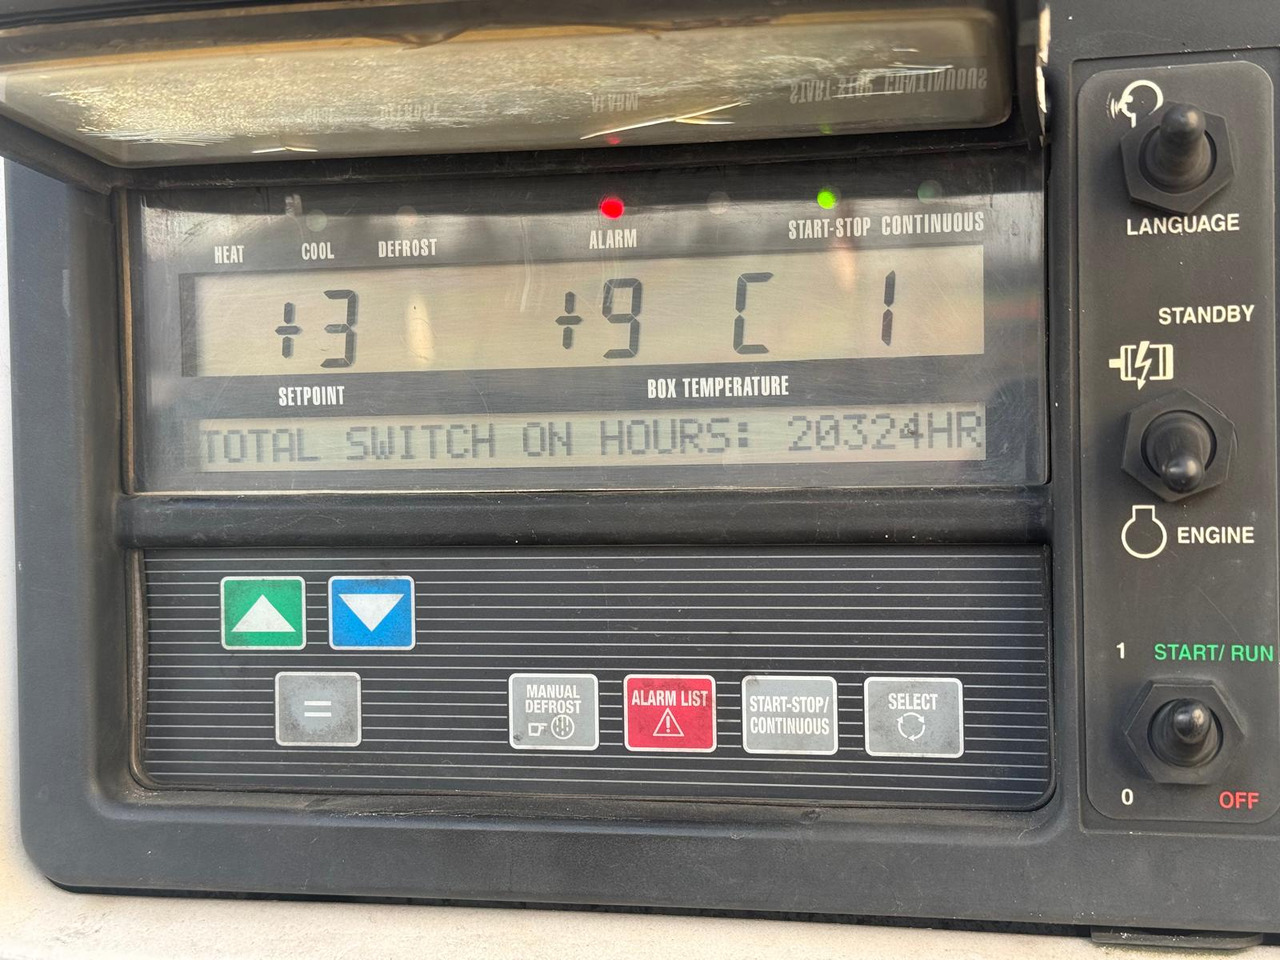 HEAT COOL DEFROST ALARM START-STOP CONTINUOUS
+3 +9 C 1
SETPOINT BOX TEMPERATURE
TOTAL SWITCH ON HOURS: 20324HR
MANUAL
DEFROST
ALARM LIST
START-STOP/
CONTINUOUS
SELECT
=
LANGUAGE
STANDBY
ENGINE
1 START/ RUN
0 OFF